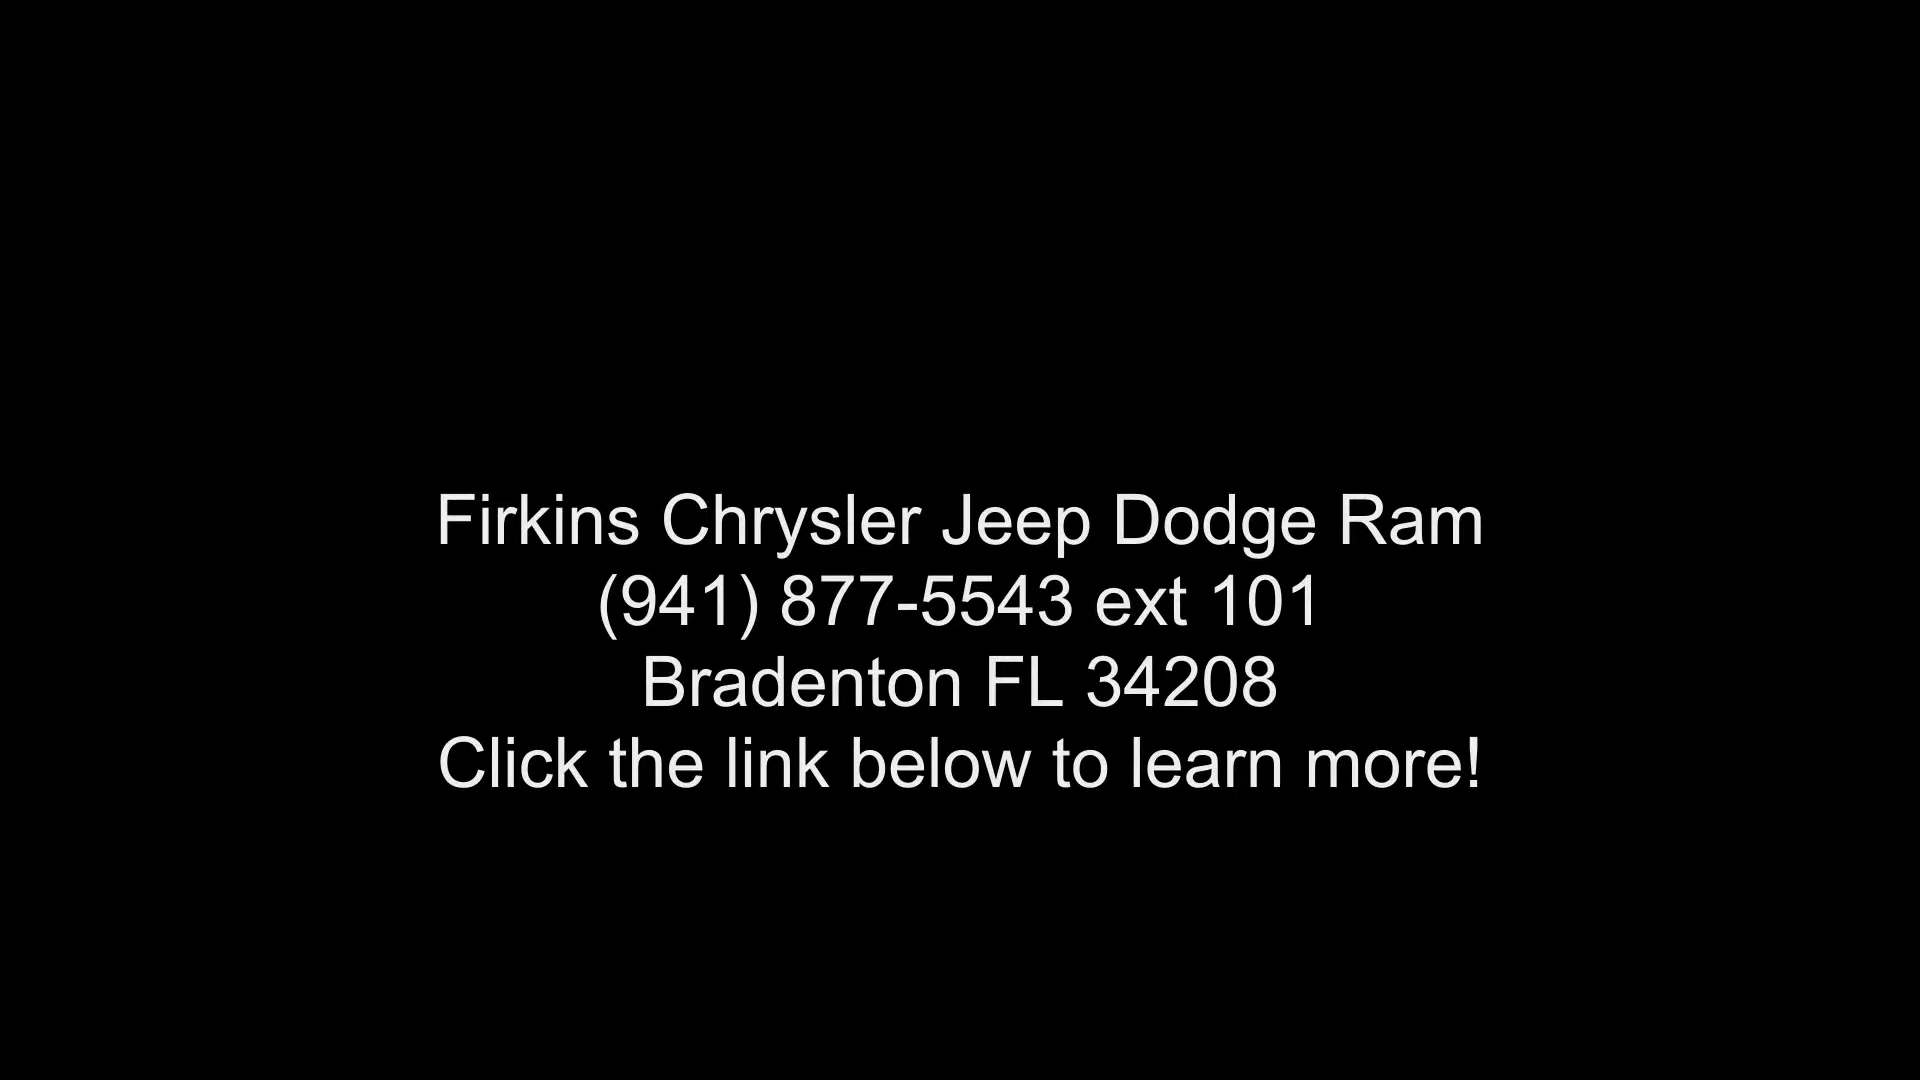 Firkins Chrysler Jeep Dodge Ram
(941) 877-5543 ext 101
Bradenton FL 34208
Click the link below to learn more!